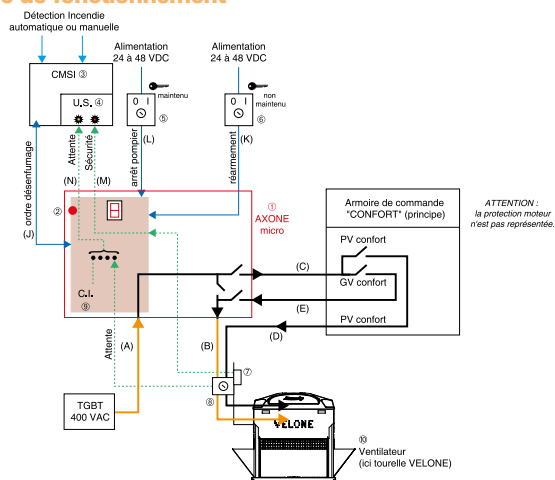 e de fonctionnement
Détection Incendie
automatique ou manuelle
Alimentation
24 à 48 VDC
Alimentation
24 à 48 VDC
CMSI ③
U.S. ④
maintenu
0 I
⑤
non
maintenu
0 I
⑥
Attente
Sécurité
(N)
(M)
arrêt pompier
(L)
réarmement
(K)
(J) ordre désenfumage
②
①
AXONE
micro
Armoire de commande
"CONFORT" (principe)
ATTENTION :
la protection moteur
n'est pas représentée.
PV confort
GV confort
PV confort
(C)
(E)
(D)
C.I.
⑨
Attente
(A)
(B)
⑦
⑧
TGBT
400 VAC
VELONE
⑩
Ventilateur
(ici tourelle VELONE)